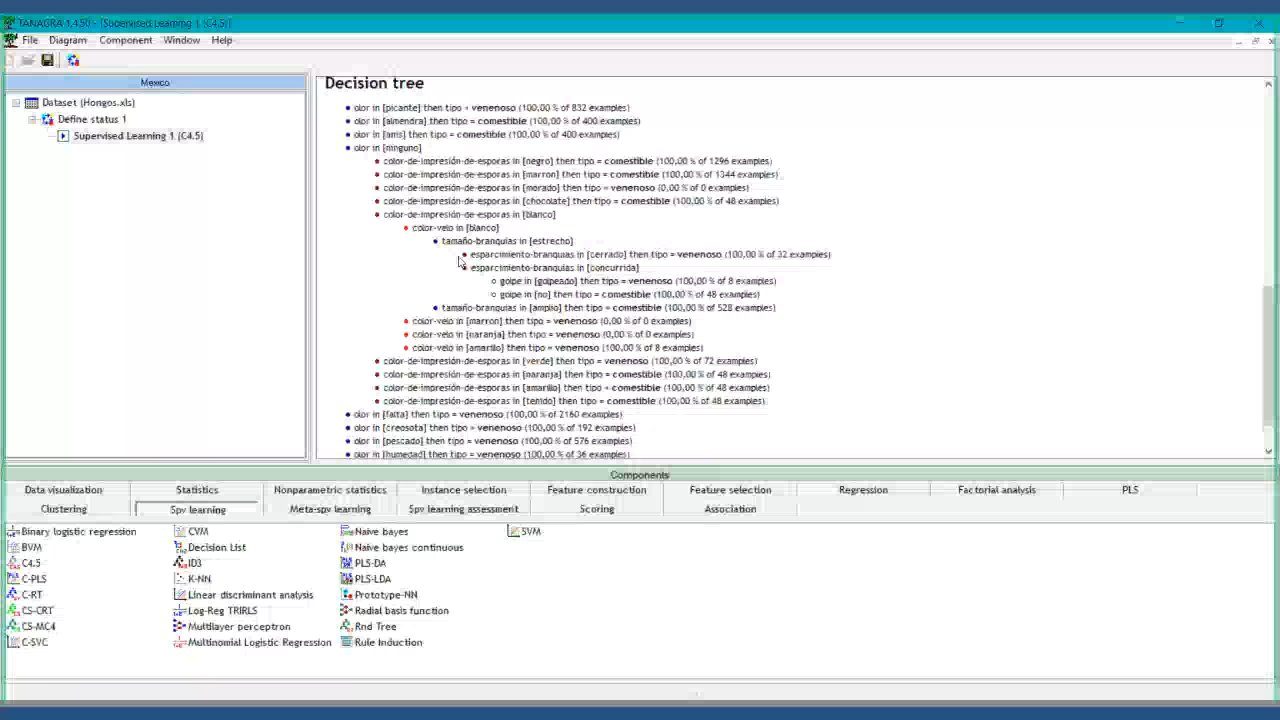 TANAGRA 1.4.50 - [Supervised Learning 1 (C4.5)]
File Diagram Component Window Help
Mexico
Dataset (Hongos.xls)
Define status 1
Supervised Learning 1 (C4.5)
Decision tree
olor in [picante] then tipo = venenoso (100,00 % of 832 examples)
olor in [almendra] then tipo = comestible (100,00 % of 400 examples)
olor in [anis] then tipo = comestible (100,00 % of 400 examples)
olor in [ninguno]
color-de-impresión-de-esporas in [negro] then tipo = comestible (100,00 % of 1296 examples)
color-de-impresión-de-esporas in [marron] then tipo = comestible (100,00 % of 1344 examples)
color-de-impresión-de-esporas in [morado] then tipo = venenoso (0,00 % of 0 examples)
color-de-impresión-de-esporas in [chocolate] then tipo = comestible (100,00 % of 48 examples)
color-de-impresión-de-esporas in [blanco]
color-velo in [blanco]
tamaño-branquias in [estrecho]
esparcimiento-branquias in [cerrado] then tipo = venenoso (100,00 % of 32 examples)
esparcimiento-branquias in [concurrida]
golpe in [golpeado] then tipo = venenoso (100,00 % of 8 examples)
golpe in [no] then tipo = comestible (100,00 % of 48 examples)
tamaño-branquias in [amplio] then tipo = comestible (100,00 % of 528 examples)
color-velo in [marron] then tipo = venenoso (0,00 % of 0 examples)
color-velo in [naranja] then tipo = venenoso (0,00 % of 0 examples)
color-velo in [amarillo] then tipo = venenoso (100,00 % of 8 examples)
color-de-impresión-de-esporas in [verde] then tipo = venenoso (100,00 % of 72 examples)
color-de-impresión-de-esporas in [naranja] then tipo = comestible (100,00 % of 48 examples)
color-de-impresión-de-esporas in [amarillo] then tipo = comestible (100,00 % of 48 examples)
color-de-impresión-de-esporas in [tenido] then tipo = comestible (100,00 % of 48 examples)
olor in [falta] then tipo = venenoso (100,00 % of 2160 examples)
olor in [creosota] then tipo = venenoso (100,00 % of 192 examples)
olor in [pescado] then tipo = venenoso (100,00 % of 576 examples)
olor in [humedad] then tipo = venenoso (100,00 % of 36 examples)
Components
Data visualization Statistics Nonparametric statistics Instance selection Feature construction Feature selection Regression Factorial analysis PLS
Clustering Spv learning Meta-spv learning Spv learning assessment Scoring Association
Binary logistic regression CVM Naive bayes SVM
BVM Decision List Naive bayes continuous
C4.5 ID3 PLS-DA
C-PLS K-NN PLS-LDA
C-RT Linear discriminant analysis Prototype-NN
CS-CRT Log-Reg TRIRLS Radial basis function
CS-MC4 Multilayer perceptron Rnd Tree
C-SVC Multinomial Logistic Regression Rule Induction